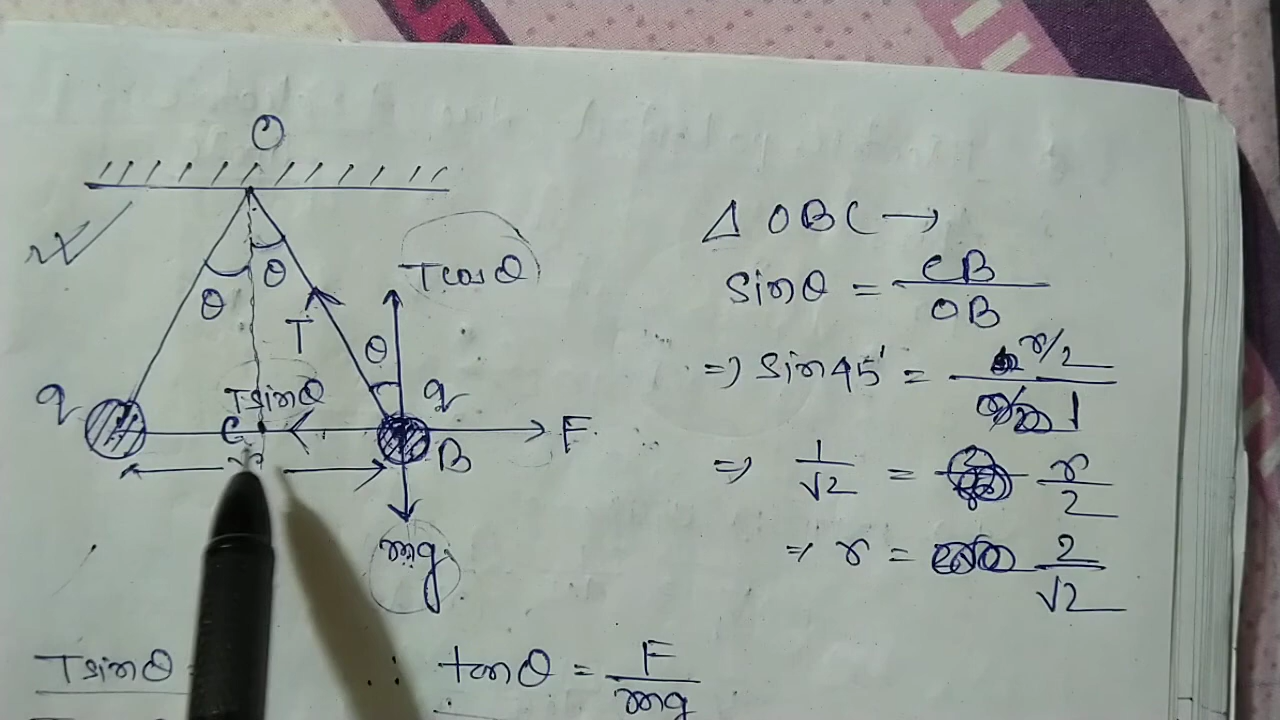 O
T cos θ
θ
θ
T
θ
q
T sin θ
q
C
F
B
r
mg
T sin θ
∴ tan θ = F / mg
△ OBC →
Sin θ = CB / OB
⇒ Sin 45° = r/2 / 1
⇒ 1/√2 = r/2
⇒ r = 2/√2